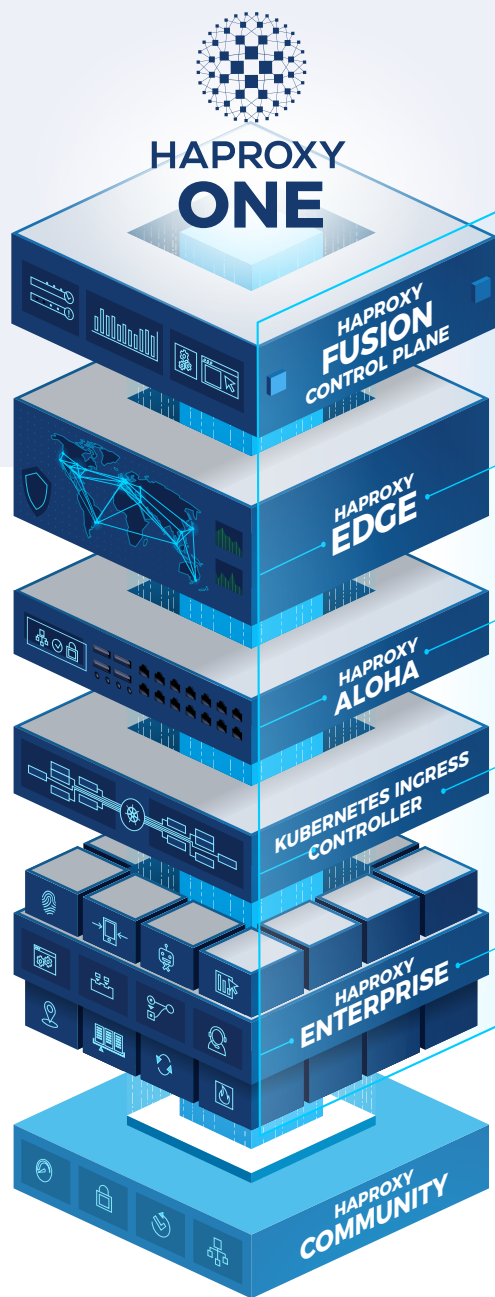 HAPROXY
ONE
HAPROXY
FUSION
CONTROL PLANE
HAPROXY
EDGE
HAPROXY
ALOHA
KUBERNETES INGRESS
CONTROLLER
HAPROXY
ENTERPRISE
HAPROXY
COMMUNITY